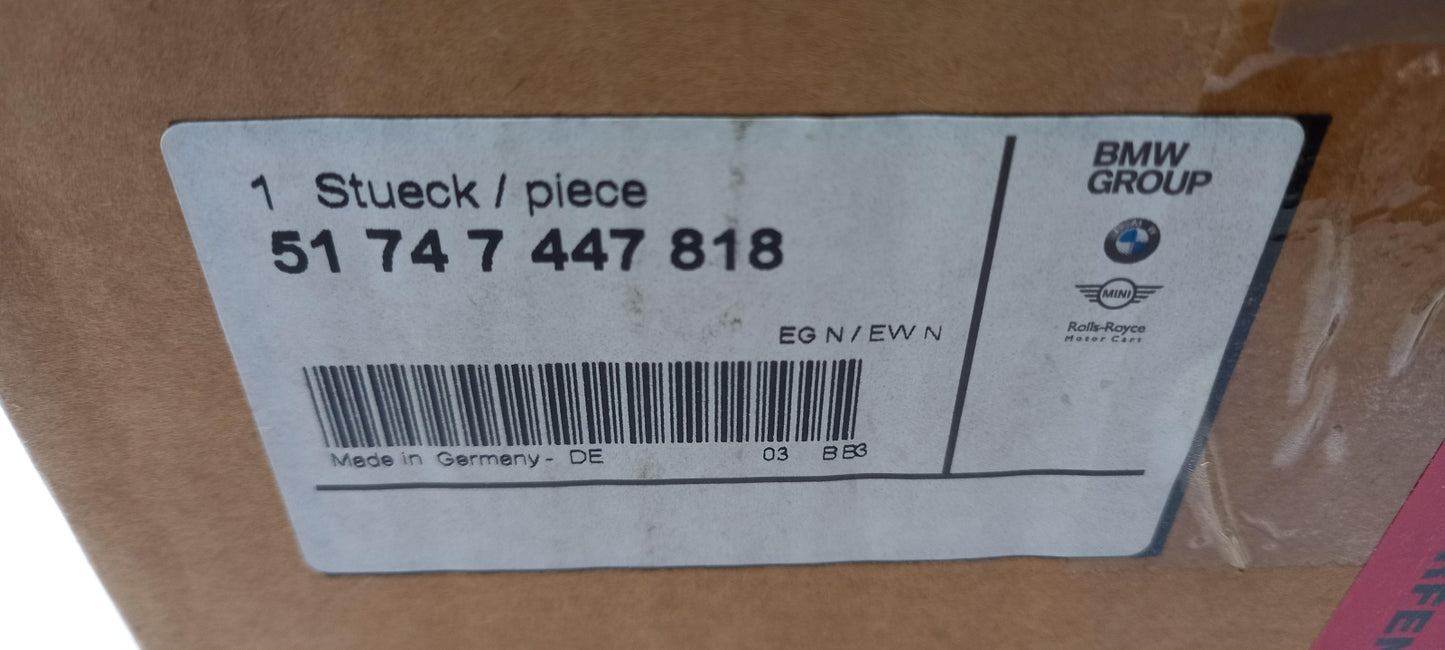 1 Stueck / piece
51 74 7 447 818
EG N / EW N
Made in Germany - DE 03 BB3
BMW
GROUP
MINI
Rolls-Royce
Motor Cars